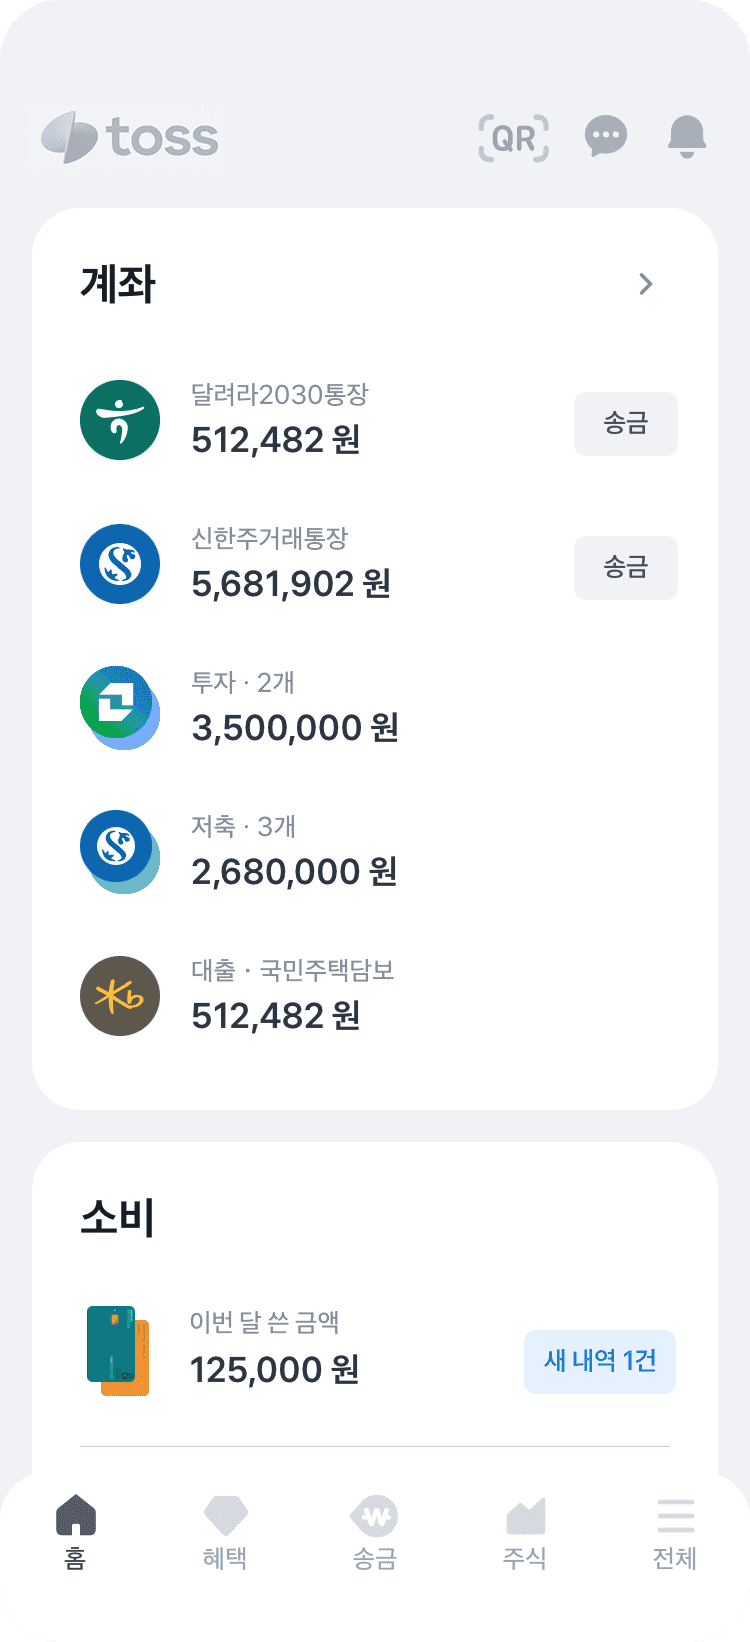 toss
QR
계좌
달려라2030통장
512,482 원
송금
신한주거래통장
5,681,902 원
송금
투자 · 2개
3,500,000 원
저축 · 3개
2,680,000 원
대출 · 국민주택담보
512,482 원
소비
이번 달 쓴 금액
125,000 원
새 내역 1건
홈
혜택
송금
주식
전체